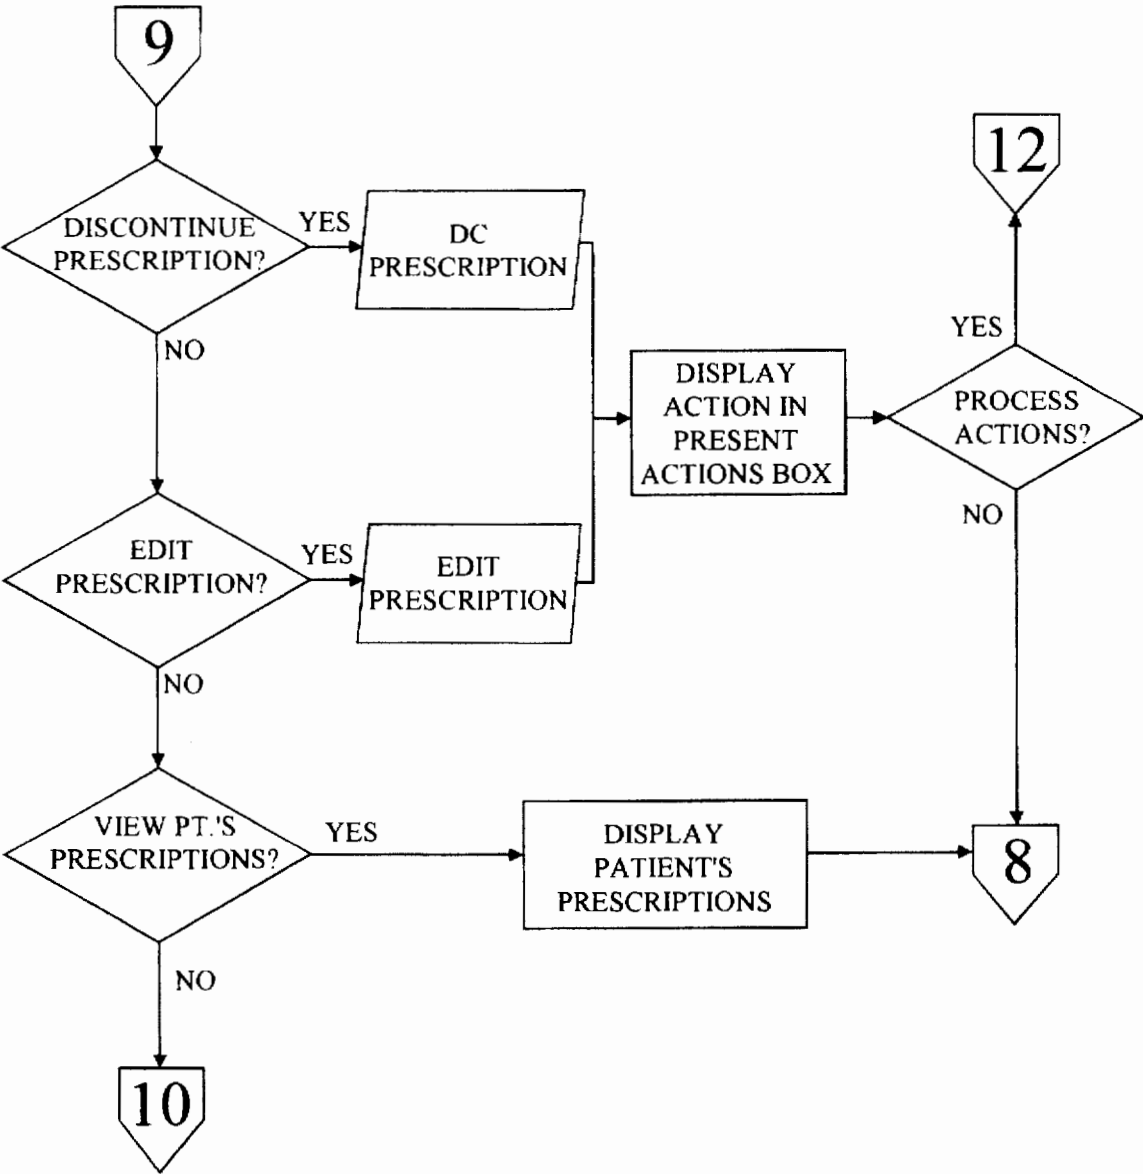 9
12
DISCONTINUE
PRESCRIPTION?
YES
DC
PRESCRIPTION
NO
DISPLAY
ACTION IN
PRESENT
ACTIONS BOX
YES
PROCESS
ACTIONS?
NO
EDIT
PRESCRIPTION?
YES
EDIT
PRESCRIPTION
NO
VIEW PT.'S
PRESCRIPTIONS?
YES
DISPLAY
PATIENT'S
PRESCRIPTIONS
8
NO
10